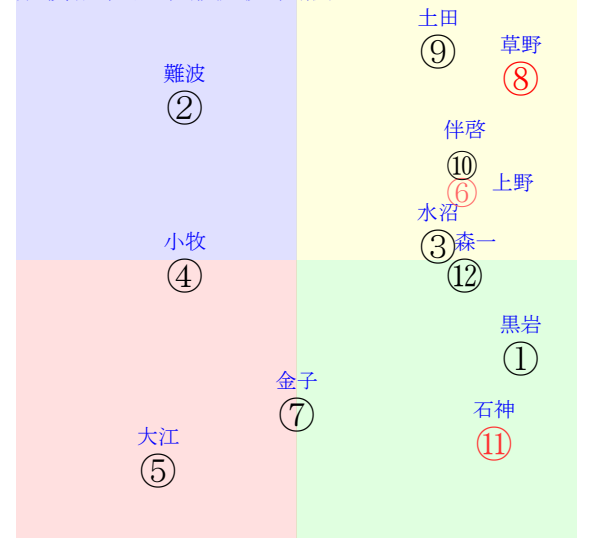 土田
⑨
草野
⑧
難波
②
伴啓
⑩
上野
⑥
水沼
③
森一
⑫
小牧
④
黒岩
①
金子
⑦
石神
⑪
大江
⑤